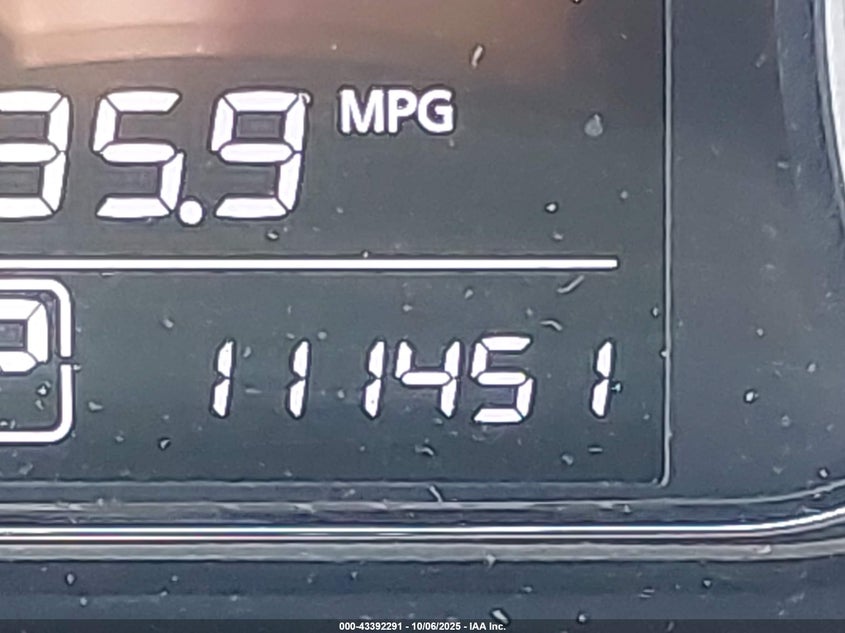 35.9 MPG
P
111451
000-43392291 - 10/06/2025 - IAA Inc.